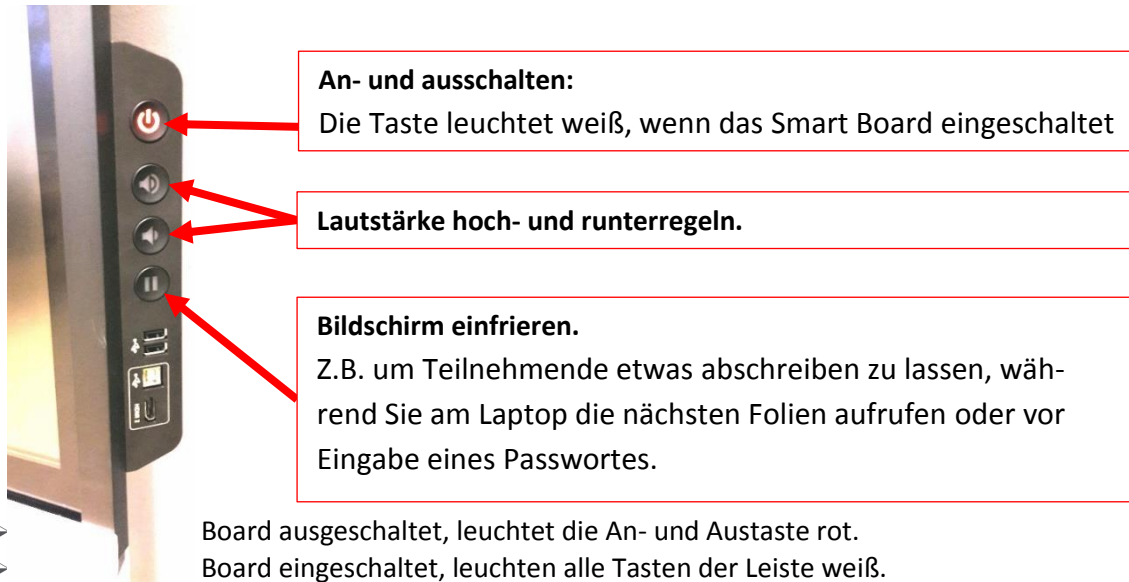 An- und ausschalten:
Die Taste leuchtet weiß, wenn das Smart Board eingeschaltet
Lautstärke hoch- und runterregeln.
Bildschirm einfrieren.
Z.B. um Teilnehmende etwas abschreiben zu lassen, wäh-
rend Sie am Laptop die nächsten Folien aufrufen oder vor
Eingabe eines Passwortes.
Board ausgeschaltet, leuchtet die An- und Austaste rot.
Board eingeschaltet, leuchten alle Tasten der Leiste weiß.